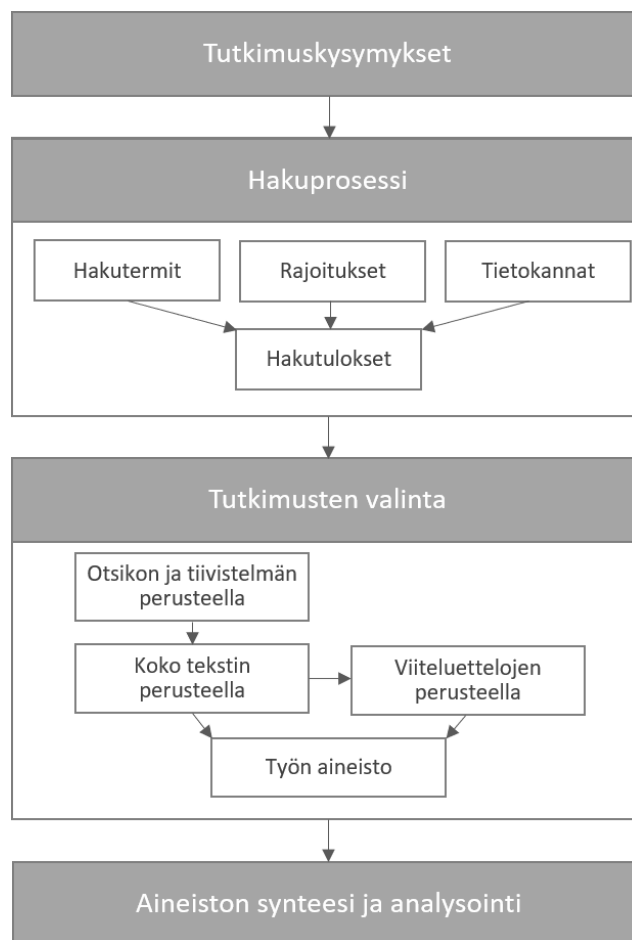 Tutkimuskysymykset
Hakuprosessi
Hakutermit
Rajoitukset
Tietokannat
Hakutulokset
Tutkimusten valinta
Otsikon ja tiivistelmän
perusteella
Koko tekstin
perusteella
Viiteluettelojen
perusteella
Työn aineisto
Aineiston synteesi ja analysointi